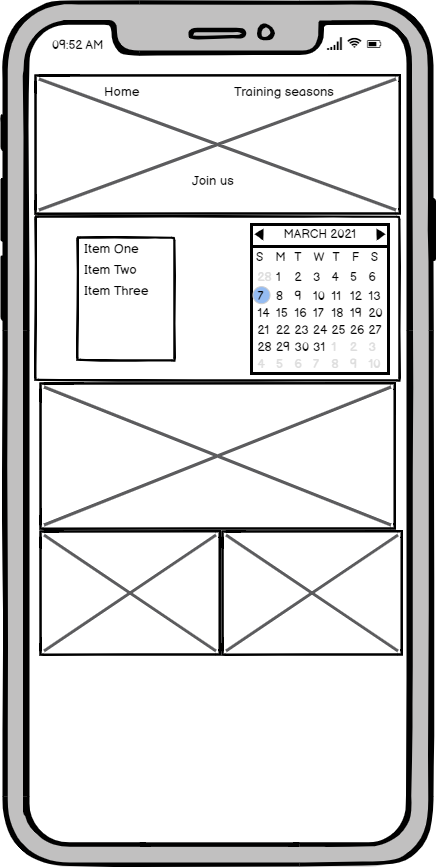 09:52 AM
Home Training seasons
Join us
Item One
Item Two
Item Three
MARCH 2021
S M T W T F S
28 1 2 3 4 5 6
7 8 9 10 11 12 13
14 15 16 17 18 19 20
21 22 23 24 25 26 27
28 29 30 31 1 2 3
4 5 6 7 8 9 10